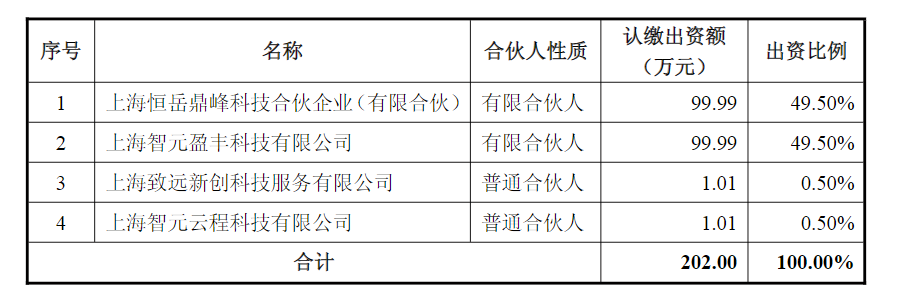 序号 名称 合伙人性质 认缴出资额（万元） 出资比例
1 上海恒岳鼎峰科技合伙企业（有限合伙） 有限合伙人 99.99 49.50%
2 上海智元盈丰科技有限公司 有限合伙人 99.99 49.50%
3 上海致远新创科技服务有限公司 普通合伙人 1.01 0.50%
4 上海智元云程科技有限公司 普通合伙人 1.01 0.50%
合计 202.00 100.00%